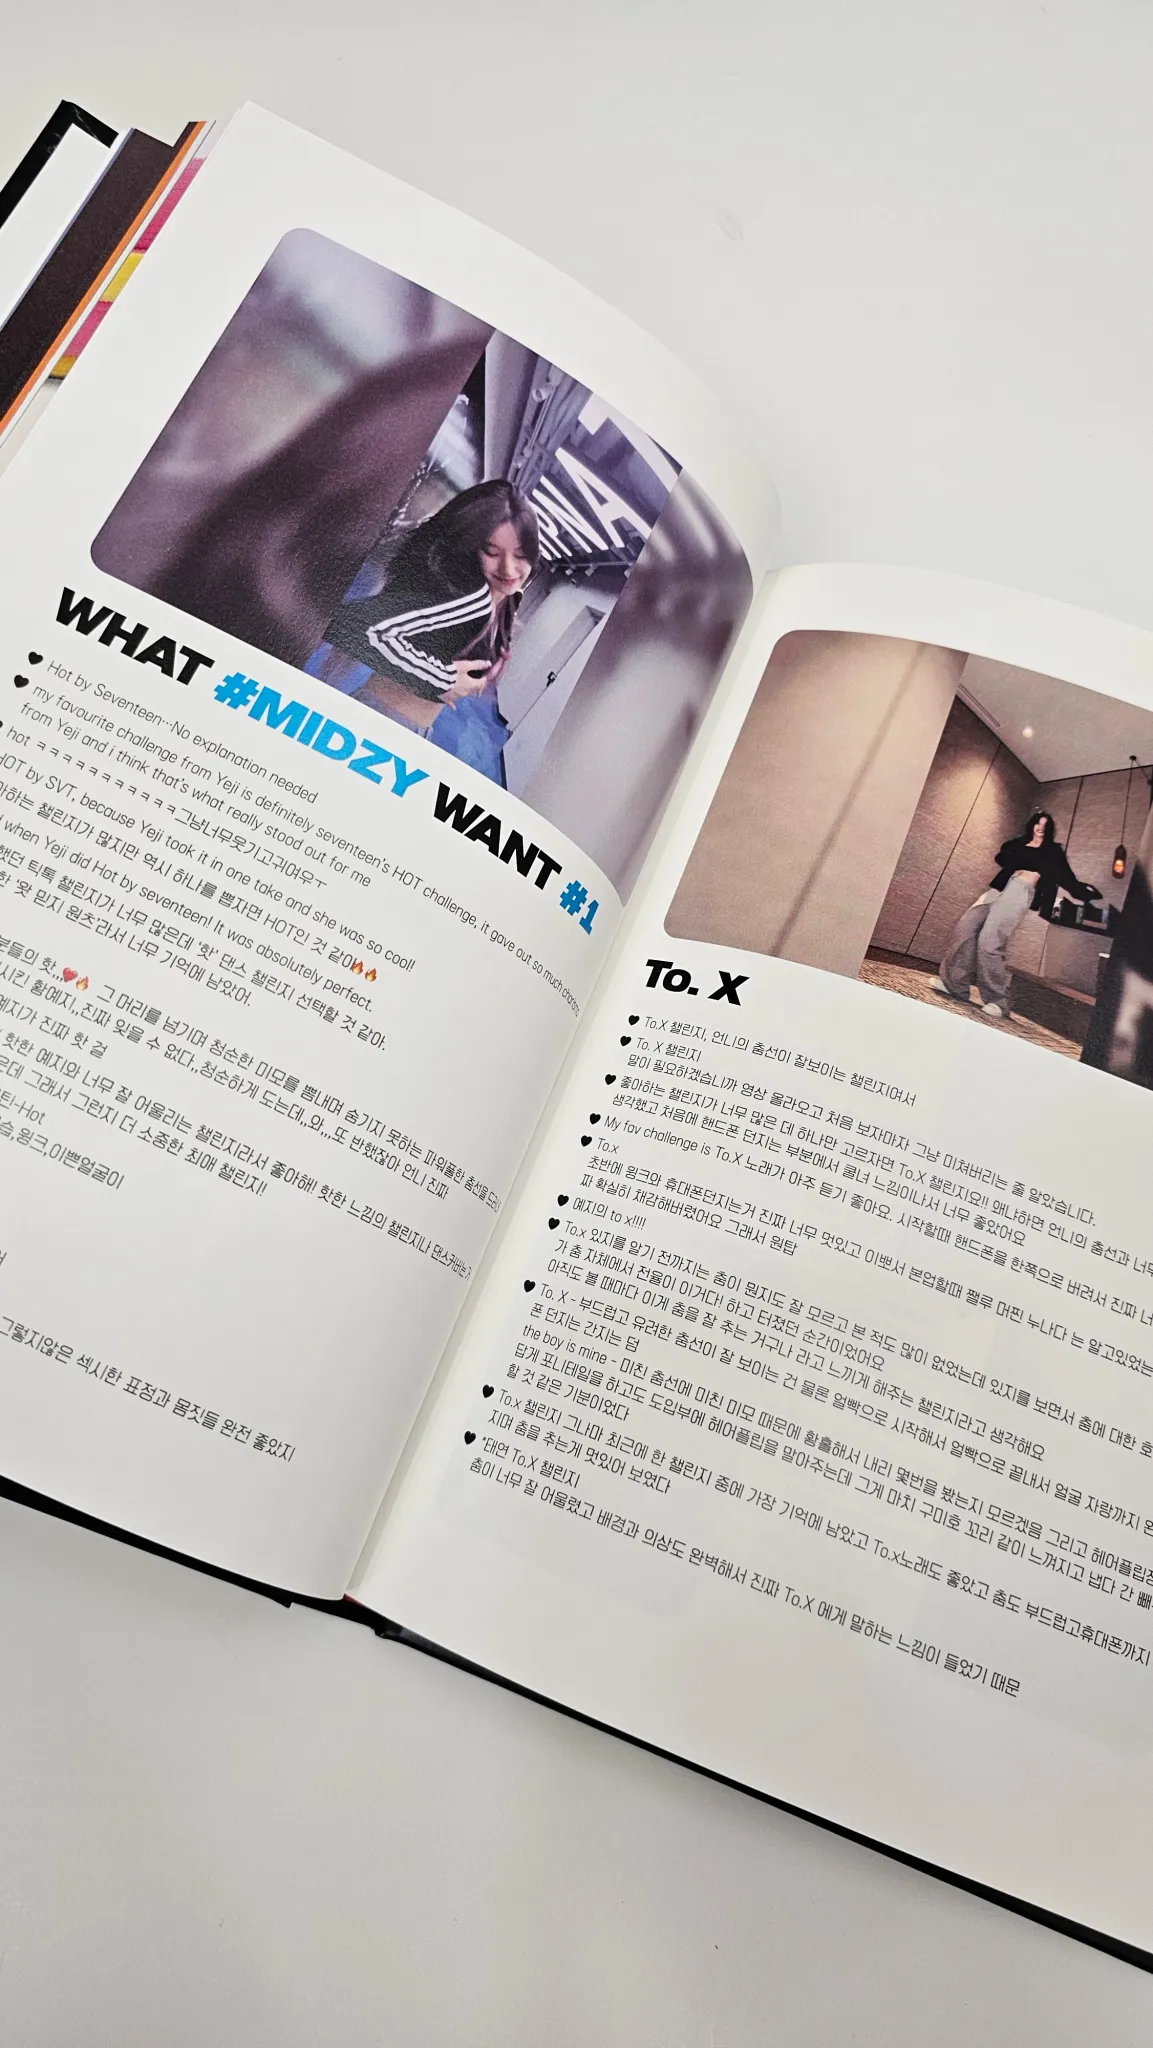 WHAT #MIDZY WANT #1
Hot by Seventeen…No explanation needed
my favourite challenge from Yeji is definitely seventeen's HOT challenge, it gave out so much charisma
from Yeji and i think that's what really stood out for me
hot ㅋㅋㅋㅋㅋㅋㅋㅋㅋ그냥너무웃기고귀여우ㅜ
HOT by SVT, because Yeji took it in one take and she was so cool!
하는 챌린지가 많지만 역시 하나를 뽑자면 HOT인 것 같아🔥🔥
when Yeji did Hot by seventeen! It was absolutely perfect.
했던 틱톡 챌린지가 너무 많은데 '핫' 댄스 챌린지 선택할 것 같아.
한 '왓 믿지 원츠'라서 너무 기억에 남았어.
분들의 핫,,,❤️🔥 그 머리를 넘기며 청순한 미모를 뽐내며 숨기지 못하는 파워풀한 춤선을
시킨 황예지,,진짜 잊을 수 없다,,청순하게 도는데,,와,,,또 반했잖아 언니 진짜
예지가 진짜 핫 걸
핫한 예지와 너무 잘 어울리는 챌린지라서 좋아해! 핫한 느낌의 챌린지나 댄스커버는
데 그래서 그런지 더 소중한 최애 챌린지!!
틴-Hot
습,윙크,이쁜얼굴이
그렇지않은 섹시한 표정과 몸짓들 완전 좋았지
To. X
To.X 챌린지, 언니의 춤선이 잘보이는 챌린지여서
To. X 챌린지
말이 필요하겠습니까 영상 올라오고 처음 보자마자 그냥 미쳐버리는 줄 알았습니다.
좋아하는 챌린지가 너무 많은 데 하나만 고르자면 To.X 챌린지요!! 왜냐하면 언니의 춤선과 너무
생각했고 처음에 핸드폰 던지는 부분에서 쿨녀 느낌이나서 너무 좋았어요
My fav challenge is To.X 노래가 아주 듣기 좋아요. 시작할때 핸드폰을 한쪽으로 버려서 진짜
To.x
초반에 윙크와 휴대폰던지는거 진짜 너무 멋있고 이뻐서 본업할때 쨀루 머찐 누나다 는 알고있었는
짜 확실히 채감해버렸어요 그래서 원탑
예지의 to x!!!!
To.x 있지를 알기 전까지는 춤이 뭔지도 잘 모르고 본 적도 많이 없었는데 있지를 보면서 춤에 대한
가 춤 자체에서 전율이 이거다! 하고 터졌던 순간이었어요
아직도 볼 때마다 이게 춤을 잘 추는 거구나 라고 느끼게 해주는 챌린지라고 생각해요
To. X - 부드럽고 유려한 춤선이 잘 보이는 건 물론 얼빡으로 시작해서 얼빡으로 끝내서 얼굴 자랑까지
폰 던지는 간지는 덤
the boy is mine - 미친 춤선에 미친 미모 때문에 황홀해서 내리 몇번을 봤는지 모르겠음 그리고 헤어플립장
답게 포니테일을 하고도 도입부에 헤어플립을 말아주는데 그게 마치 구미호 꼬리 같이 느껴지고 냅다 간
할 것 같은 기분이었다
To.x 챌린지 그나마 최근에 한 챌린지 중에 가장 기억에 남았고 To.x노래도 좋았고 춤도 부드럽고휴대폰까지
지며 춤을 추는게 멋있어 보였다
*태연 To.X 챌린지
춤이 너무 잘 어울렸고 배경과 의상도 완벽해서 진짜 To.X 에게 말하는 느낌이 들었기 때문